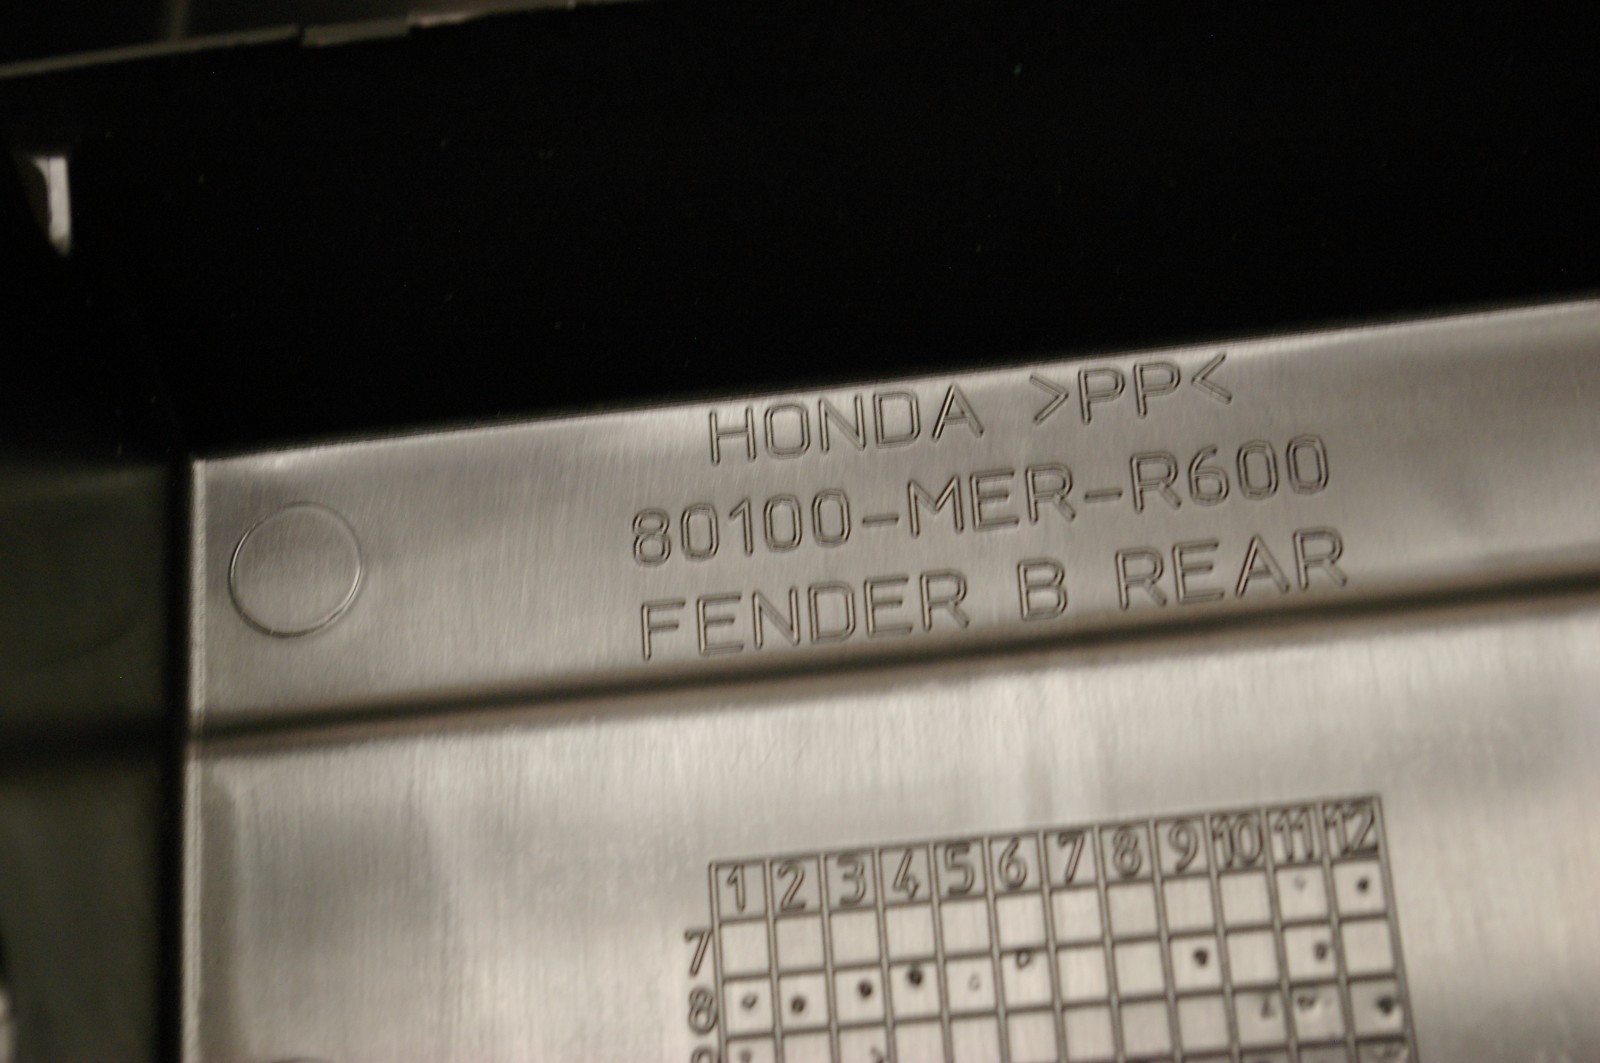 HONDA >PP<
80100-MER-R600
FENDER B REAR
1 2 3 4 5 6 7 8 9 10 11 12
7
8